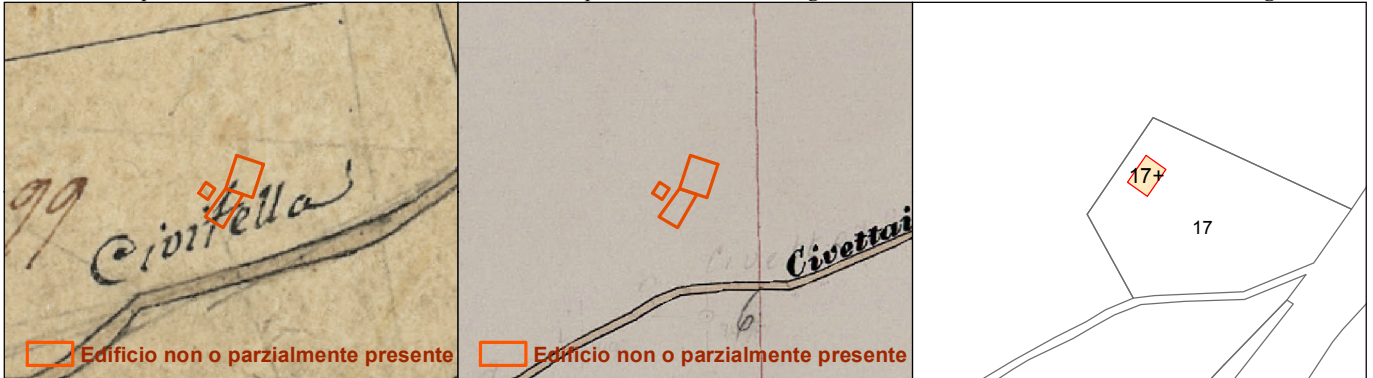 99
Civitella
Edificio non o parzialmente presente
Civettai
6
Edificio non o parzialmente presente
17+
17